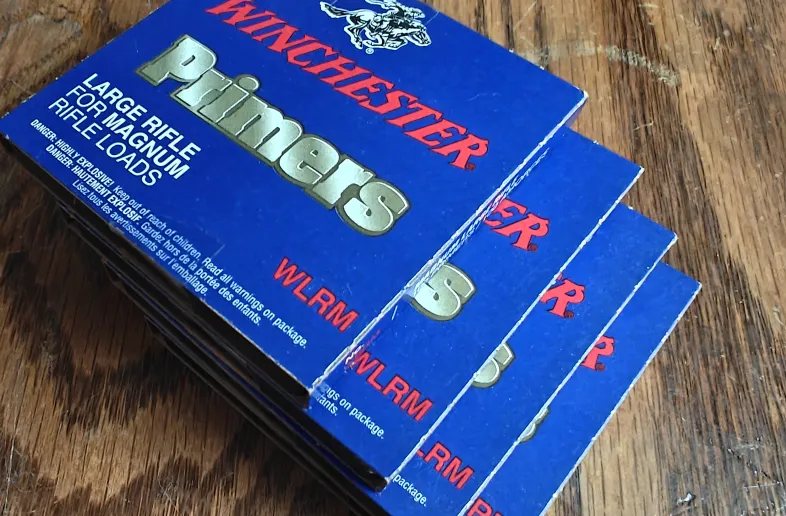 WINCHESTER
Primers
LARGE RIFLE
FOR MAGNUM
RIFLE LOADS
DANGER: HIGHLY EXPLOSIVE! Keep out of reach of children. Read all warnings on package.
DANGER: HAUTEMENT EXPLOSIF. Gardez hors de la portée des enfants.
Lisez tous les avertissements sur l'emballage.
WLRM
ER
s
WLRM
ngs on package.
ants.
ER
s
LRM
package.
R